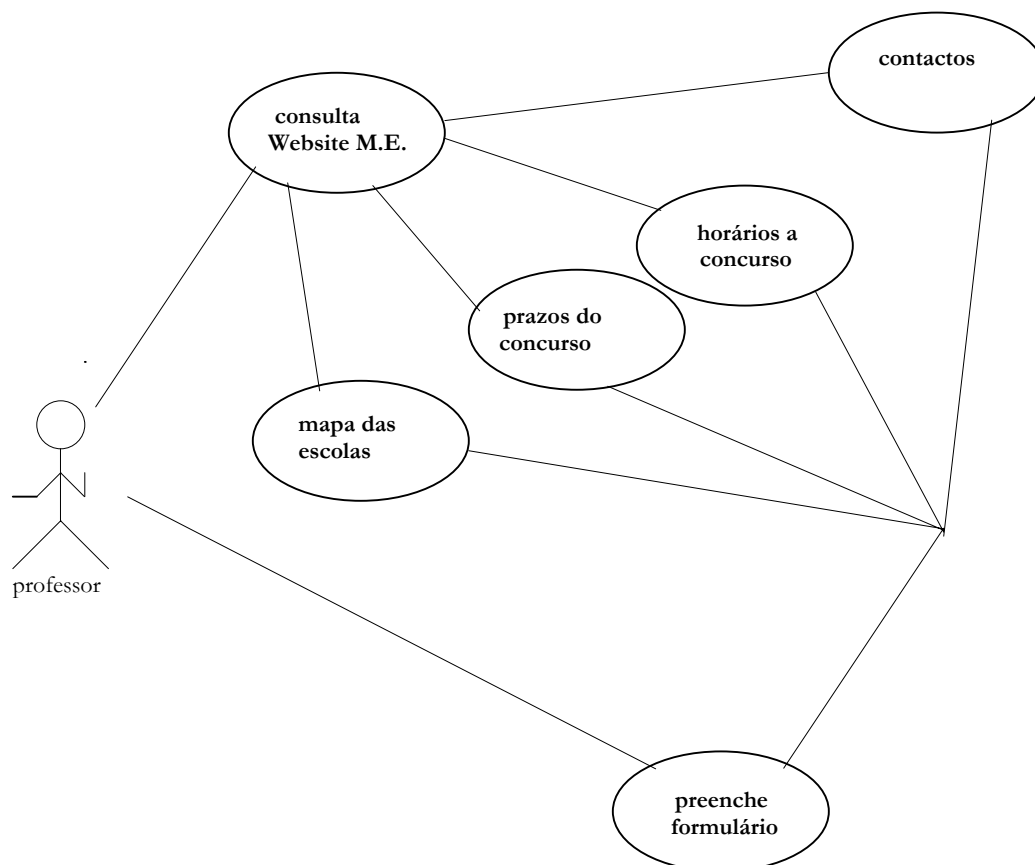 contactos
consulta
Website M.E.
horários a
concurso
prazos do
concurso
mapa das
escolas
professor
preenche
formulário